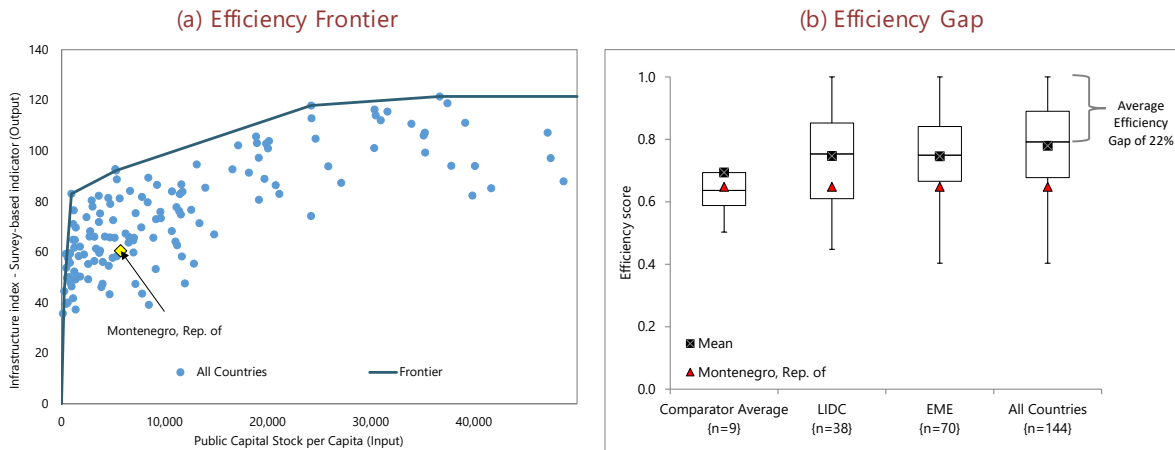 (a) Efficiency Frontier
140
120
100
80
60
40
20
0
Infrastructure index - Survey-based indicator (Output)
Montenegro, Rep. of
All Countries
Frontier
0 10,000 20,000 30,000 40,000
Public Capital Stock per Capita (Input)
(b) Efficiency Gap
1.0
0.8
0.6
0.4
0.2
0.0
Efficiency score
Average
Efficiency
Gap of 22%
Mean
Montenegro, Rep. of
Comparator Average LIDC EME All Countries
{n=9} {n=38} {n=70} {n=144}